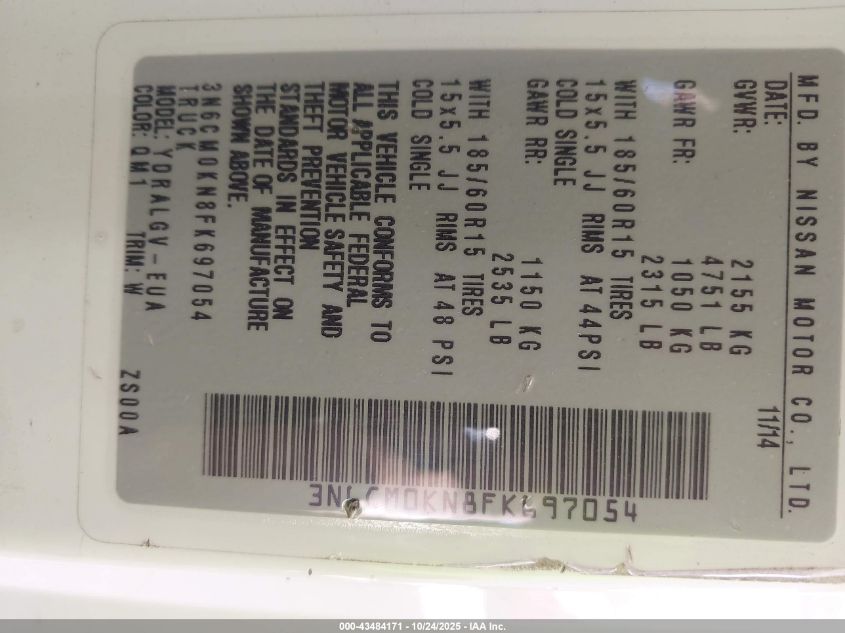 MFD. BY NISSAN MOTOR CO., LTD.
DATE: 11/14
GVWR: 2155 KG
4751 LB
GAWR FR: 1050 KG
2315 LB
WITH 185/60R15 TIRES
15x5.5 JJ RIMS AT 44PSI
COLD SINGLE
GAWR RR: 1150 KG
2535 LB
WITH 185/60R15 TIRES
15x5.5 JJ RIMS AT 48 PSI
COLD SINGLE
THIS VEHICLE CONFORMS TO
ALL APPLICABLE FEDERAL
MOTOR VEHICLE SAFETY AND
THEFT PREVENTION
STANDARDS IN EFFECT ON
THE DATE OF MANUFACTURE
SHOWN ABOVE.
3N6CM0KN8FK697054
TRUCK
MODEL: YDRALGV-EUA
COLOR: QM1 TRIM: W ZS00A
3N6CM0KN8FK697054
000-43484171 - 10/24/2025 - IAA Inc.